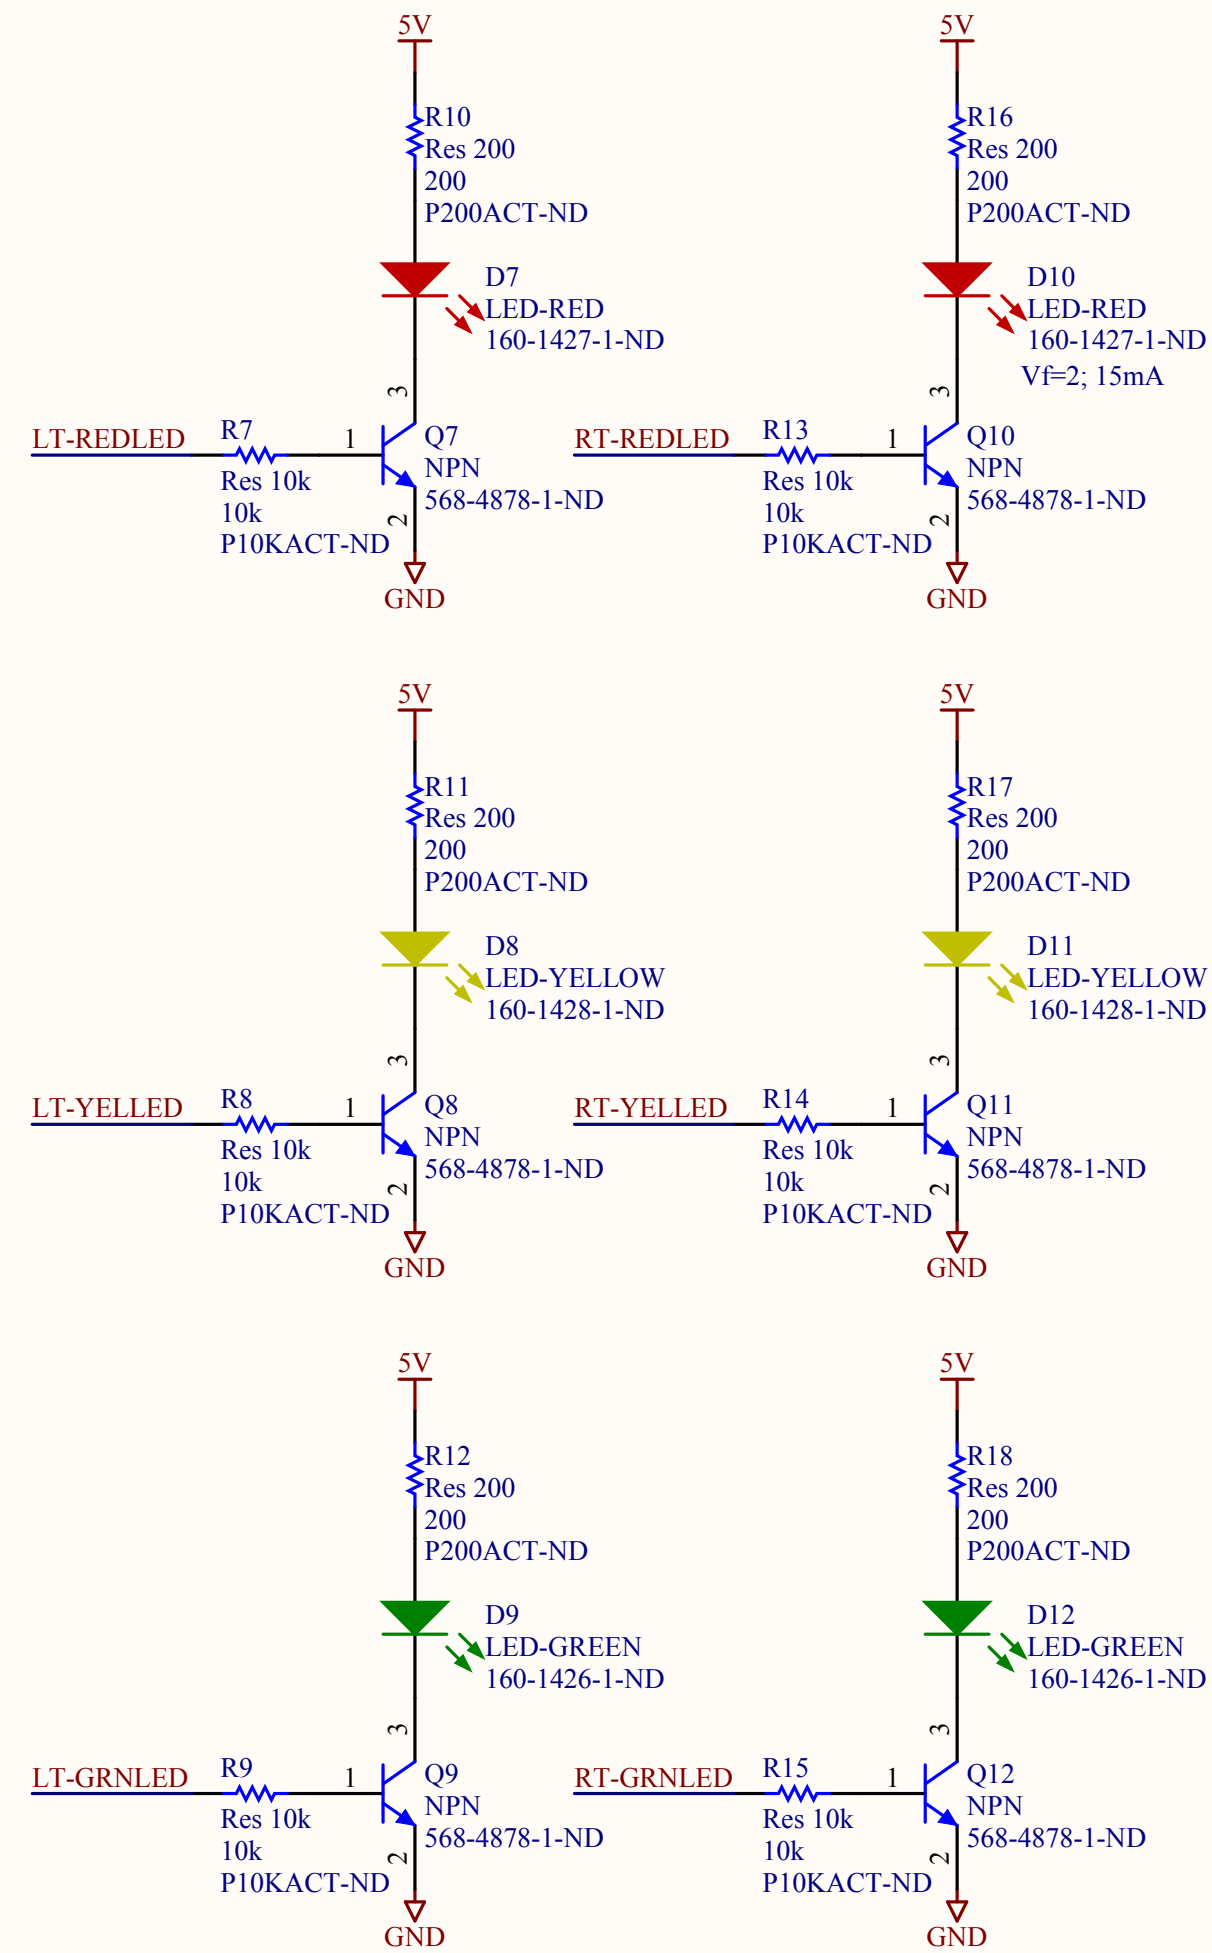 5V
R10
Res 200
200
P200ACT-ND
D7
LED-RED
160-1427-1-ND
3
LT-REDLED
R7
1
Res 10k
10k
P10KACT-ND
Q7
NPN
568-4878-1-ND
2
GND
5V
R16
Res 200
200
P200ACT-ND
D10
LED-RED
160-1427-1-ND
Vf=2; 15mA
3
RT-REDLED
R13
1
Res 10k
10k
P10KACT-ND
Q10
NPN
568-4878-1-ND
2
GND
5V
R11
Res 200
200
P200ACT-ND
D8
LED-YELLOW
160-1428-1-ND
3
LT-YELLED
R8
1
Res 10k
10k
P10KACT-ND
Q8
NPN
568-4878-1-ND
2
GND
5V
R17
Res 200
200
P200ACT-ND
D11
LED-YELLOW
160-1428-1-ND
3
RT-YELLED
R14
1
Res 10k
10k
P10KACT-ND
Q11
NPN
568-4878-1-ND
2
GND
5V
R12
Res 200
200
P200ACT-ND
D9
LED-GREEN
160-1426-1-ND
3
LT-GRNLED
R9
1
Res 10k
10k
P10KACT-ND
Q9
NPN
568-4878-1-ND
2
GND
5V
R18
Res 200
200
P200ACT-ND
D12
LED-GREEN
160-1426-1-ND
3
RT-GRNLED
R15
1
Res 10k
10k
P10KACT-ND
Q12
NPN
568-4878-1-ND
2
GND